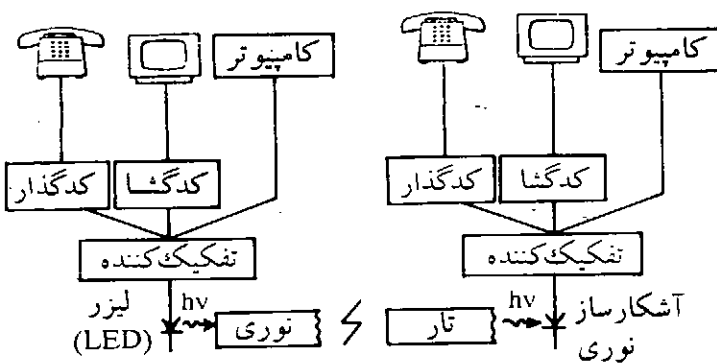 کامپیوتر
کامپیوتر
کدگشا
کدگذار
کدگشا
کدگذار
تفکیک‌کننده
تفکیک‌کننده
آشکارساز
نوری
hν
تار
نوری
hν
لیزر
(LED)